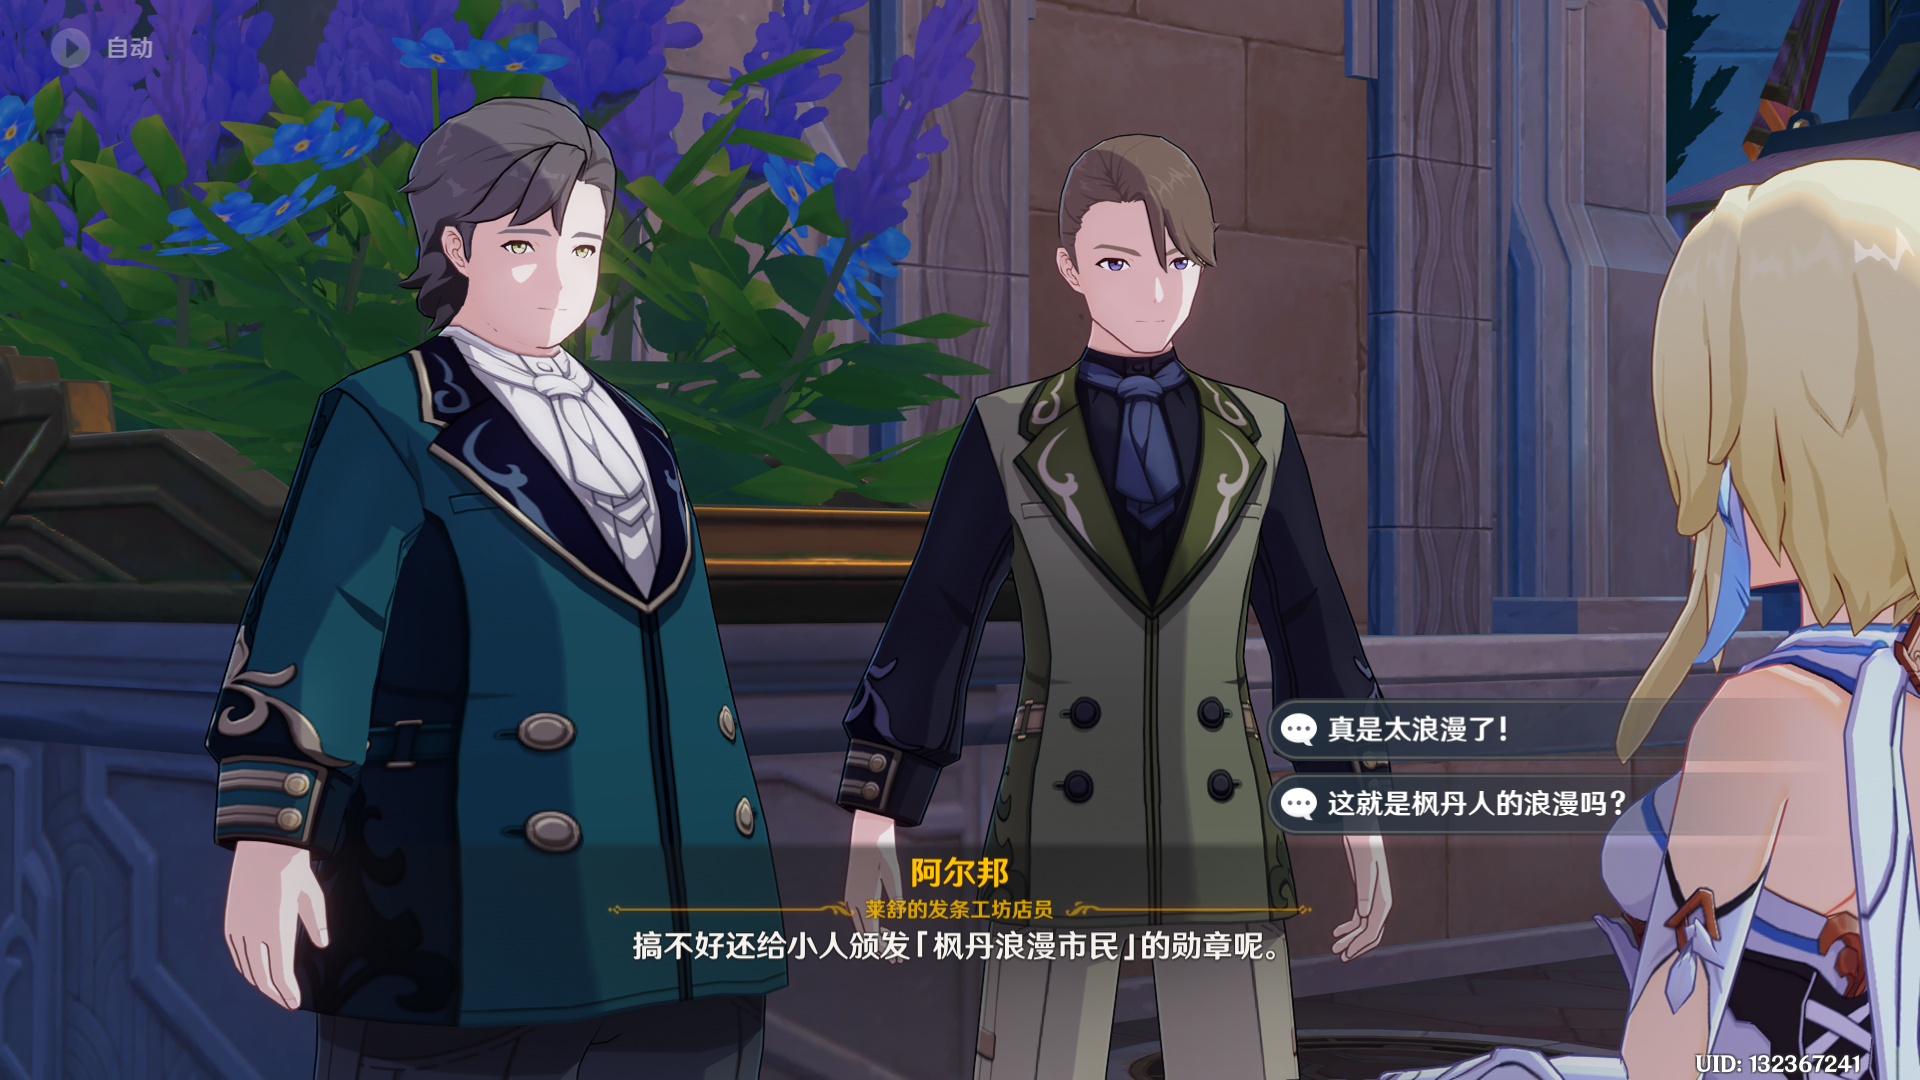 自动
真是太浪漫了!
这就是枫丹人的浪漫吗?
阿尔邦
莱舒的发条工坊店员
搞不好还给小人颁发「枫丹浪漫市民」的勋章呢。
UID: 132367241